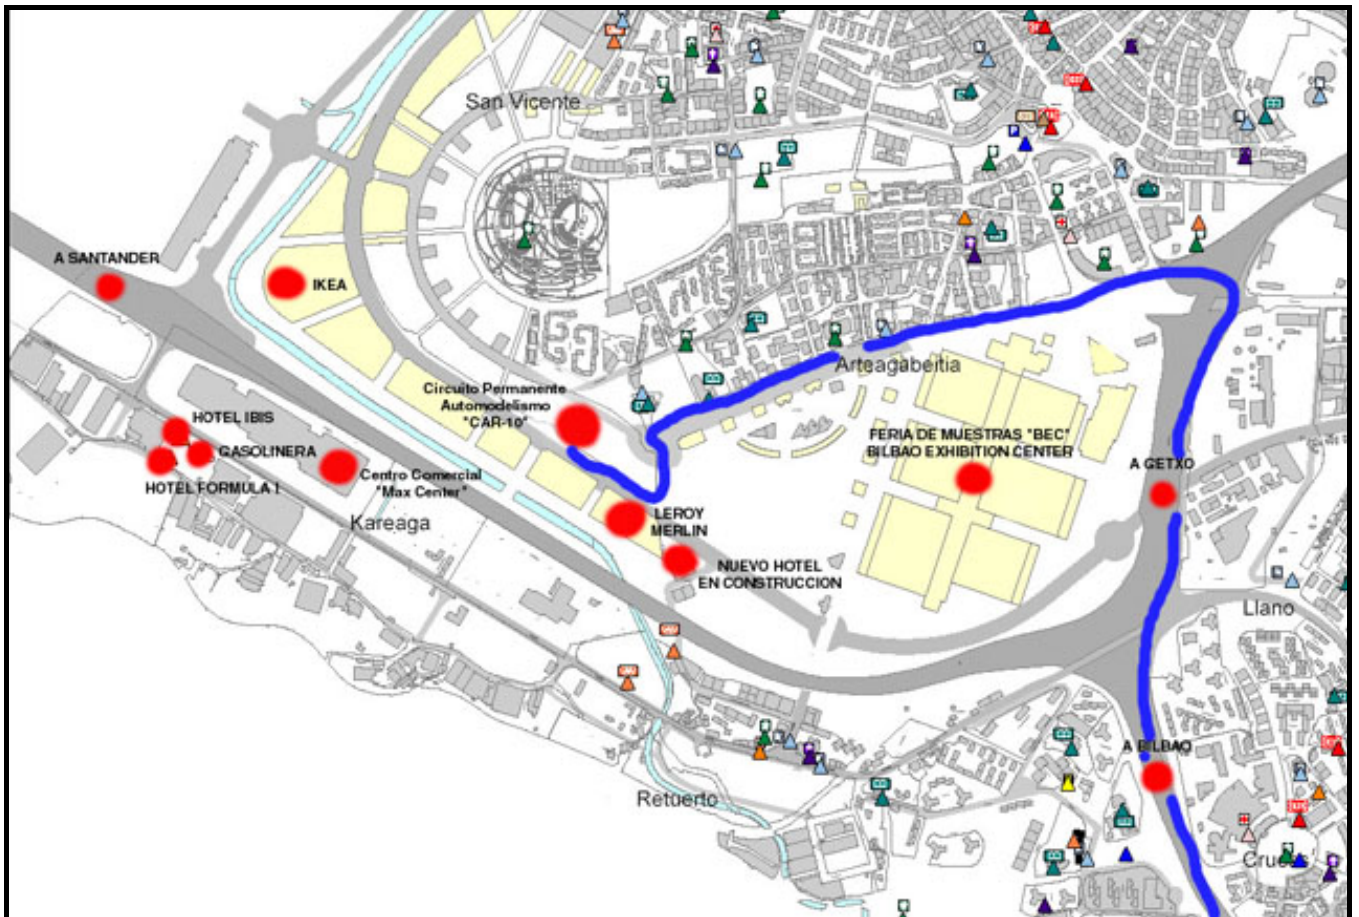 San Vicente
A SANTANDER
IKEA
Circuito Permanente
Automodelismo
"CAR-10"
Arteagabeitia
HOTEL IBIS
GASOLINERA
HOTEL FORMULA I
Centro Comercial
"Max Center"
Kareaga
FERIA DE MUESTRAS "BEC"
BILBAO EXHIBITION CENTER
A GETXO
LEROY
MERLIN
NUEVO HOTEL
EN CONSTRUCCION
Llano
A BILBAO
Retuerto
Cruces